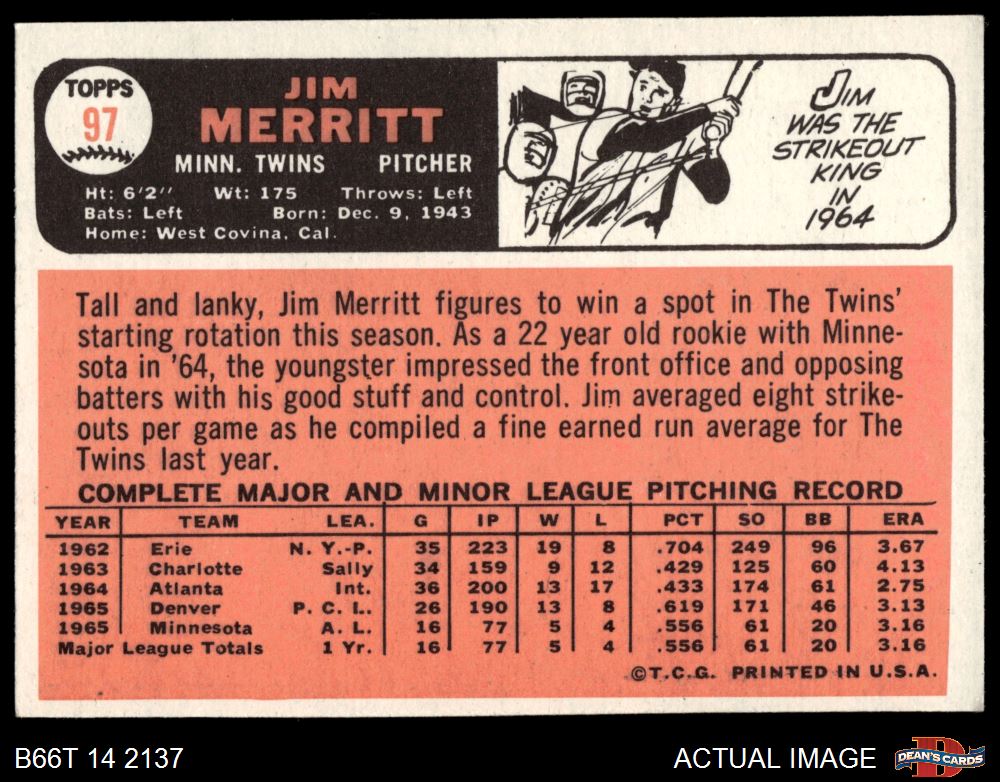 TOPPS
97
JIM
MERRITT
MINN. TWINS PITCHER
Ht: 6'2" Wt: 175 Throws: Left
Bats: Left Born: Dec. 9, 1943
Home: West Covina, Cal.
JIM
WAS THE
STRIKEOUT
KING
IN
1964
Tall and lanky, Jim Merritt figures to win a spot in The Twins'
starting rotation this season. As a 22 year old rookie with Minne-
sota in '64, the youngster impressed the front office and opposing
batters with his good stuff and control. Jim averaged eight strike-
outs per game as he compiled a fine earned run average for The
Twins last year.
COMPLETE MAJOR AND MINOR LEAGUE PITCHING RECORD
YEAR TEAM LEA. G IP W L PCT SO BB ERA
1962 Erie N. Y.-P. 35 223 19 8 .704 249 96 3.67
1963 Charlotte Sally 34 159 9 12 .429 125 60 4.13
1964 Atlanta Int. 36 200 13 17 .433 174 61 2.75
1965 Denver P. C. L. 26 190 13 8 .619 171 46 3.13
1965 Minnesota A. L. 16 77 5 4 .556 61 20 3.16
Major League Totals 1 Yr. 16 77 5 4 .556 61 20 3.16
©T.C.G. PRINTED IN U.S.A.
B66T 14 2137 ACTUAL IMAGE D DEAN'S CARDS